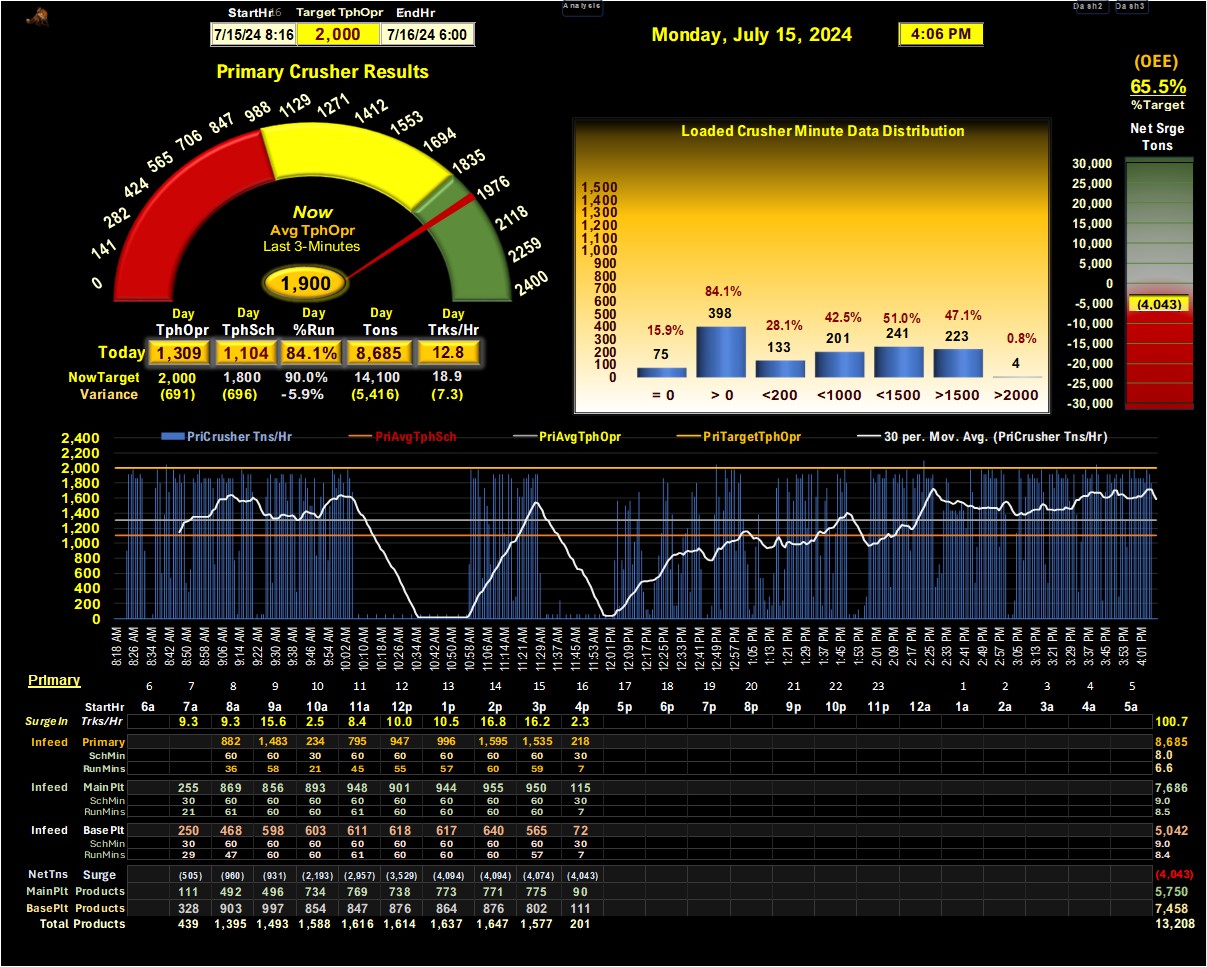 Analysis
Dash2 Dash3
StartHr 16 Target TphOpr EndHr
7/15/24 8:16 2,000 7/16/24 6:00
Monday, July 15, 2024 4:06 PM
(OEE)
65.5%
%Target
Primary Crusher Results
0 141 282 424 565 706 847 988 1129 1271 1412 1553 1694 1835 1976 2118 2259 2400
Now
Avg TphOpr
Last 3-Minutes
1,900
Day Day Day Day Day
TphOpr TphSch %Run Tons Trks/Hr
Today 1,309 1,104 84.1% 8,685 12.8
NowTarget 2,000 1,800 90.0% 14,100 18.9
Variance (691) (696) -5.9% (5,416) (7.3)
Loaded Crusher Minute Data Distribution
1,500
1,400
1,300
1,200
1,100
1,000
900
800
700
600
500
400
300
200
100
0
15.9% 84.1% 28.1% 42.5% 51.0% 47.1% 0.8%
75 398 133 201 241 223 4
= 0 > 0 <200 <1000 <1500 >1500 >2000
Net Srge
Tons
30,000
25,000
20,000
15,000
10,000
5,000
0
-5,000
-10,000
-15,000
-20,000
-25,000
-30,000
(4,043)
PriCrusher Tns/Hr PriAvgTphSch PriAvgTphOpr PriTargetTphOpr 30 per. Mov. Avg. (PriCrusher Tns/Hr)
2,400
2,200
2,000
1,800
1,600
1,400
1,200
1,000
800
600
400
200
0
8:18 AM 8:26 AM 8:34 AM 8:42 AM 8:50 AM 8:58 AM 9:06 AM 9:14 AM 9:22 AM 9:30 AM 9:38 AM 9:46 AM 9:54 AM 10:02 AM 10:10 AM 10:18 AM 10:26 AM 10:34 AM 10:42 AM 10:50 AM 10:58 AM 11:06 AM 11:14 AM 11:21 AM 11:29 AM 11:37 AM 11:45 AM 11:53 AM 12:01 PM 12:09 PM 12:17 PM 12:25 PM 12:33 PM 12:41 PM 12:49 PM 12:57 PM 1:05 PM 1:13 PM 1:21 PM 1:29 PM 1:37 PM 1:45 PM 1:53 PM 2:01 PM 2:09 PM 2:17 PM 2:25 PM 2:33 PM 2:41 PM 2:49 PM 2:57 PM 3:05 PM 3:13 PM 3:21 PM 3:29 PM 3:37 PM 3:45 PM 3:53 PM 4:01 PM
Primary
6 7 8 9 10 11 12 13 14 15 16 17 18 19 20 21 22 23 1 2 3 4 5
StartHr 6a 7a 8a 9a 10a 11a 12p 1p 2p 3p 4p 5p 6p 7p 8p 9p 10p 11p 12a 1a 2a 3a 4a 5a
SurgeIn Trks/Hr 9.3 9.3 15.6 2.5 8.4 10.0 10.5 16.8 16.2 2.3 100.7
Infeed Primary 882 1,483 234 795 947 996 1,595 1,535 218 8,685
SchMin 60 60 30 60 60 60 60 60 30 8.0
RunMins 36 58 21 45 55 57 60 59 7 6.6
Infeed MainPlt 255 869 856 893 948 901 944 955 950 115 7,686
SchMin 30 60 60 60 60 60 60 60 60 30 9.0
RunMins 21 61 60 60 61 60 60 60 60 7 8.5
Infeed BasePlt 250 468 598 603 611 618 617 640 565 72 5,042
SchMin 30 60 60 60 60 60 60 60 60 30 9.0
RunMins 29 47 60 60 61 60 60 60 57 7 8.4
NetTns Surge (505) (960) (931) (2,193) (2,957) (3,529) (4,094) (4,094) (4,074) (4,043) (4,043)
MainPlt Products 111 492 496 734 769 738 773 771 775 90 5,750
BasePlt Products 328 903 997 854 847 876 864 876 802 111 7,458
Total Products 439 1,395 1,493 1,588 1,616 1,614 1,637 1,647 1,577 201 13,208